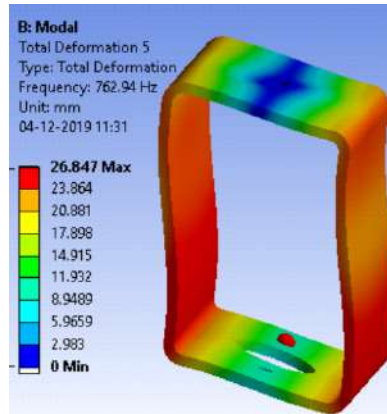 B: Modal
Total Deformation 5
Type: Total Deformation
Frequency: 762.94 Hz
Unit: mm
04-12-2019 11:31
26.847 Max
23.864
20.881
17.898
14.915
11.932
8.9489
5.9659
2.983
0 Min